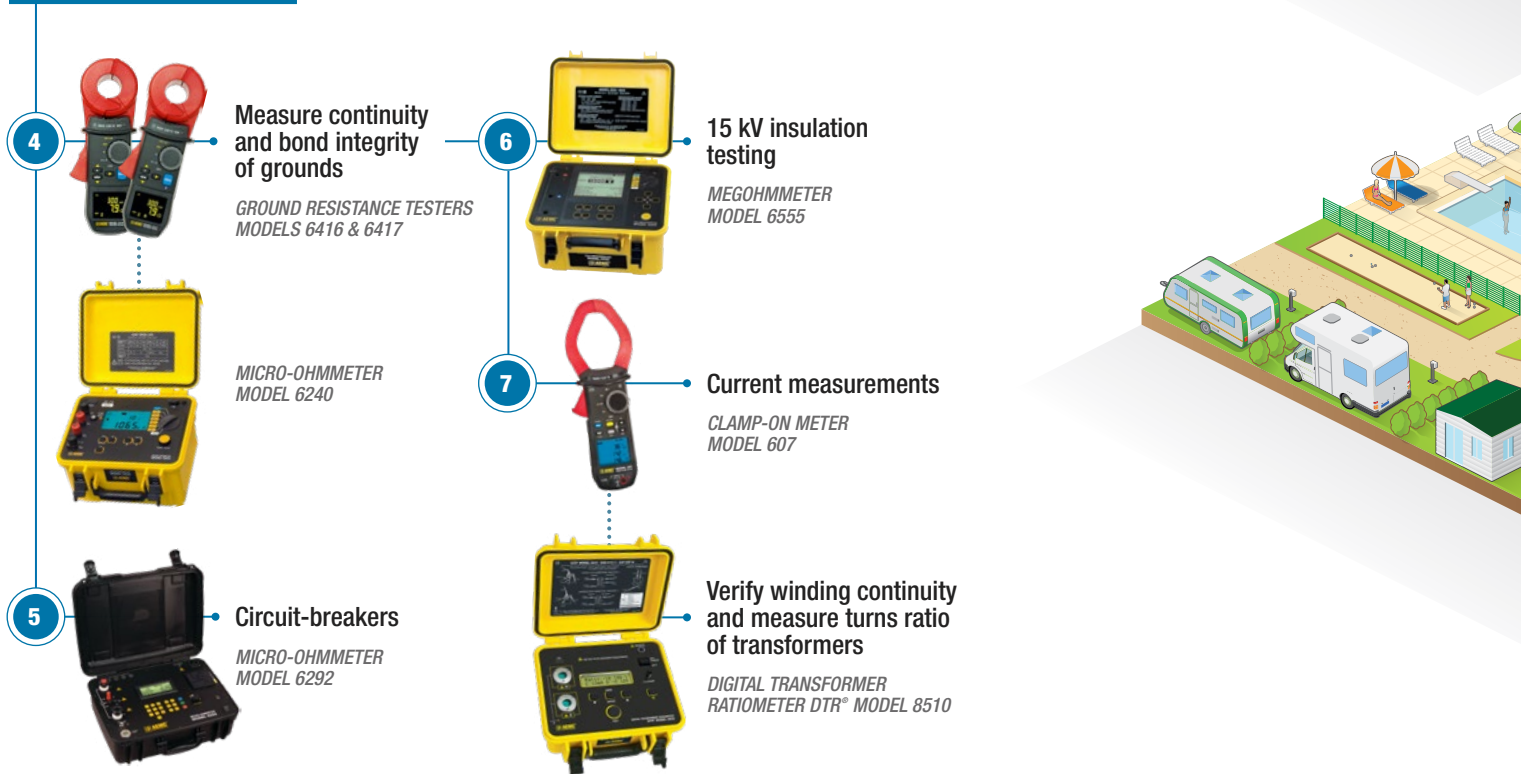 4
Measure continuity
and bond integrity
of grounds
GROUND RESISTANCE TESTERS
MODELS 6416 & 6417
MICRO-OHMMETER
MODEL 6240
5
Circuit-breakers
MICRO-OHMMETER
MODEL 6292
6
15 kV insulation
testing
MEGOHMMETER
MODEL 6555
7
Current measurements
CLAMP-ON METER
MODEL 607
Verify winding continuity
and measure turns ratio
of transformers
DIGITAL TRANSFORMER
RATIOMETER DTR® MODEL 8510